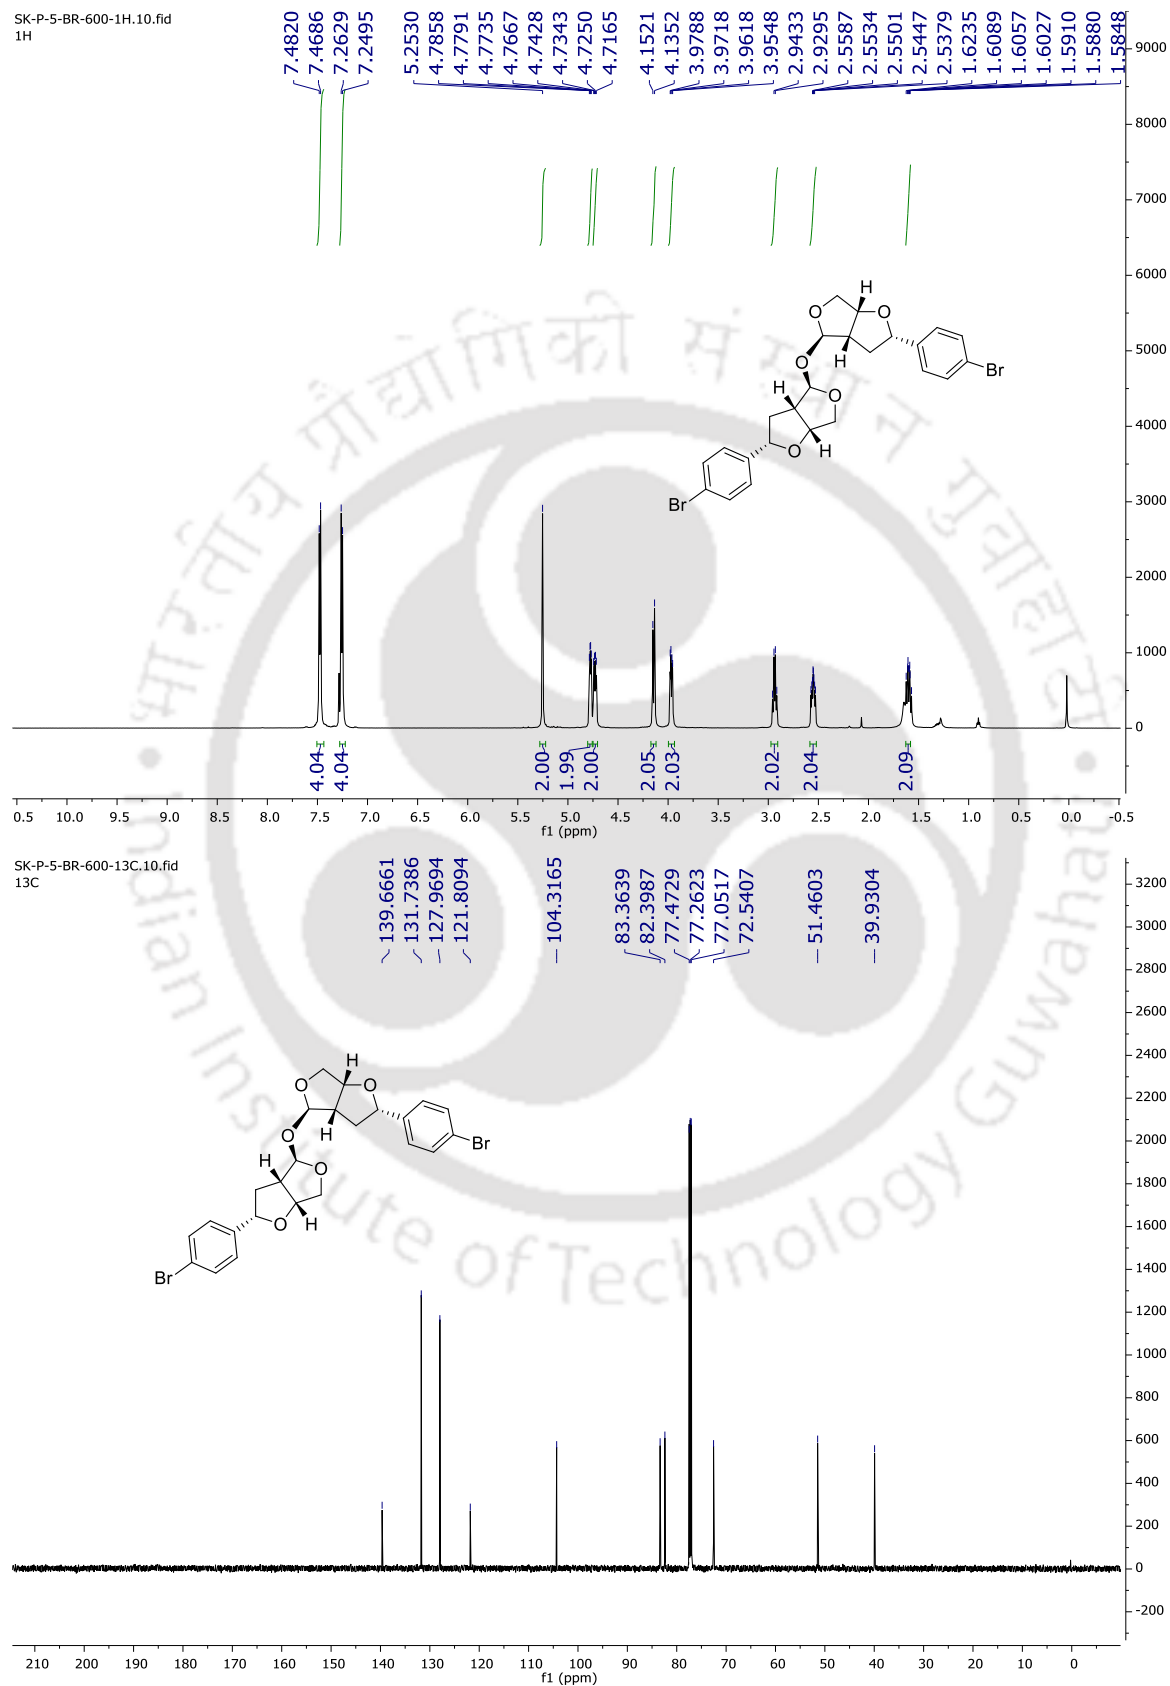 SK-P-5-BR-600-1H.10.fid
1H
7.4820
7.4686
7.2629
7.2495
5.2530
4.7858
4.7791
4.7735
4.7667
4.7428
4.7343
4.7250
4.7165
4.1521
4.1352
3.9788
3.9718
3.9618
3.9548
2.9433
2.9295
2.5587
2.5534
2.5501
2.5447
2.5379
1.6235
1.6089
1.6057
1.6027
1.5910
1.5880
1.5848
9000
8000
7000
6000
5000
4000
3000
2000
1000
0
H
O
O
H
Br
O
H
O
O
H
Br
4.04
4.04
2.00
1.99
2.00
2.05
2.03
2.02
2.04
2.09
0.5 10.0 9.5 9.0 8.5 8.0 7.5 7.0 6.5 6.0 5.5 5.0 4.5 4.0 3.5 3.0 2.5 2.0 1.5 1.0 0.5 0.0 -0.5
f1 (ppm)
SK-P-5-BR-600-13C.10.fid
13C
139.6661
131.7386
127.9694
121.8094
104.3165
83.3639
82.3987
77.4729
77.2623
77.0517
72.5407
51.4603
39.9304
3200
3000
2800
2600
2400
2200
2000
1800
1600
1400
1200
1000
800
600
400
200
0
-200
H
O
O
H
Br
O
H
O
O
H
Br
210 200 190 180 170 160 150 140 130 120 110 100 90 80 70 60 50 40 30 20 10 0
f1 (ppm)
भारतीय प्रौद्योगिकी संस्थान गुवाहाटी
Indian Institute of Technology Guwahati